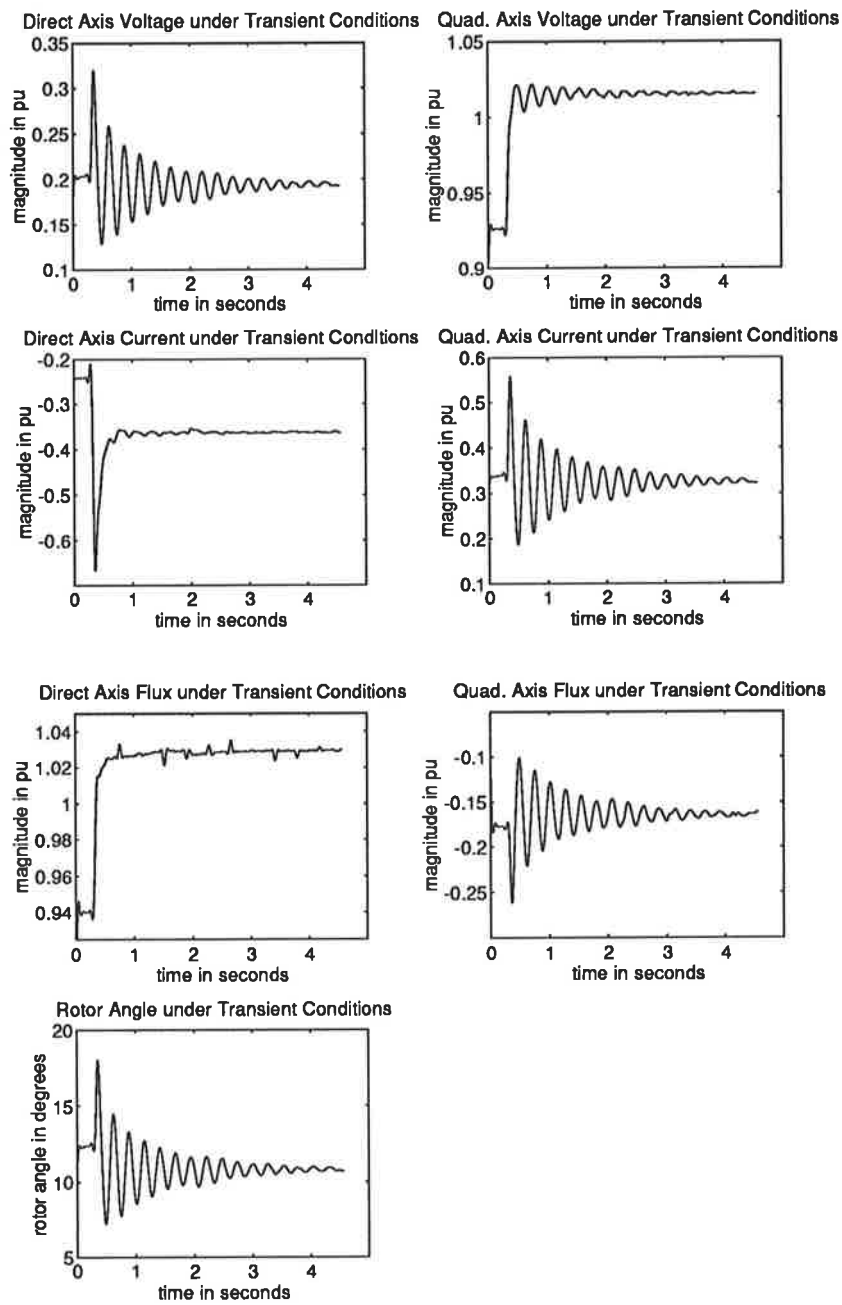 Direct Axis Voltage under Transient Conditions
magnitude in pu
0.35
0.3
0.25
0.2
0.15
0.1
0 1 2 3 4
time in seconds
Quad. Axis Voltage under Transient Conditions
magnitude in pu
1.05
1
0.95
0.9
0 1 2 3 4
time in seconds
Direct Axis Current under Transient Conditions
magnitude in pu
-0.2
-0.3
-0.4
-0.5
-0.6
0 1 2 3 4
time in seconds
Quad. Axis Current under Transient Conditions
magnitude in pu
0.6
0.5
0.4
0.3
0.2
0.1
0 1 2 3 4
time in seconds
Direct Axis Flux under Transient Conditions
magnitude in pu
1.04
1.02
1
0.98
0.96
0.94
0 1 2 3 4
time in seconds
Quad. Axis Flux under Transient Conditions
magnitude in pu
-0.1
-0.15
-0.2
-0.25
0 1 2 3 4
time in seconds
Rotor Angle under Transient Conditions
rotor angle in degrees
20
15
10
5
0 1 2 3 4
time in seconds